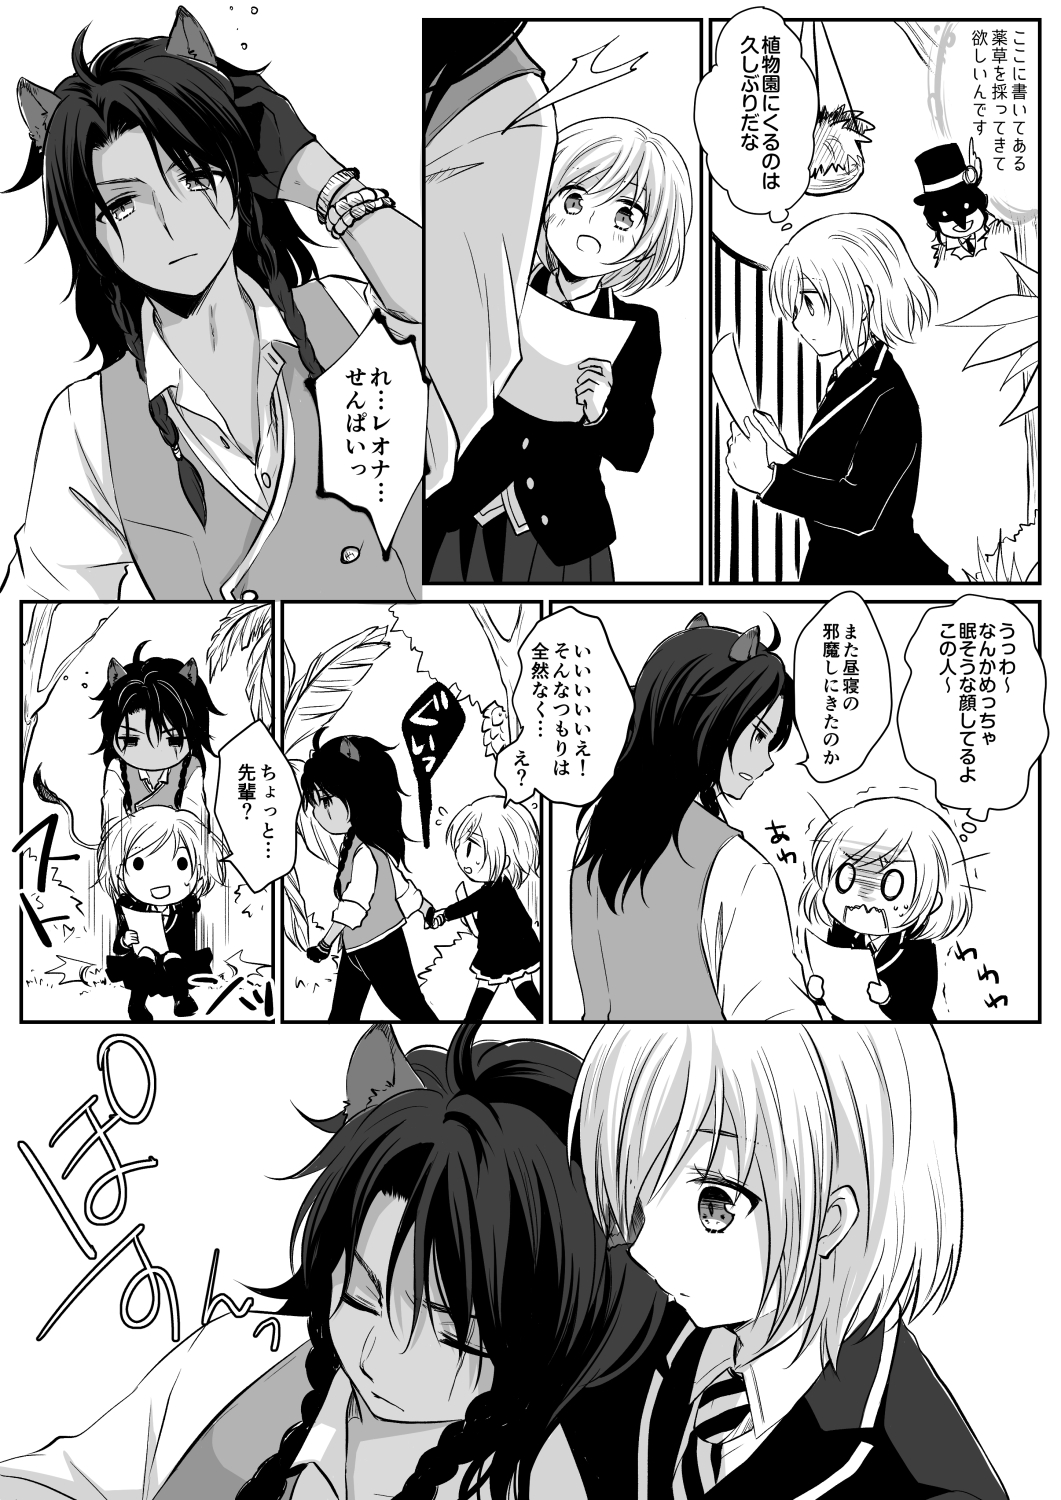 ここに書いてある
薬草を採ってきて
欲しいんです
植物園にくるのは
久しぶりだな
れ…レオナ…
せんぱいっ
うっわ〜
なんかめっちゃ
眠そうな顔してるよ
この人〜
また昼寝の
邪魔しにきたのか
あわ
わわわ
いいいいいえ！
そんなつもりは
全然なく…
え？
ぐいっ
ちょっと…
先輩？
ストン
ぽすんっ